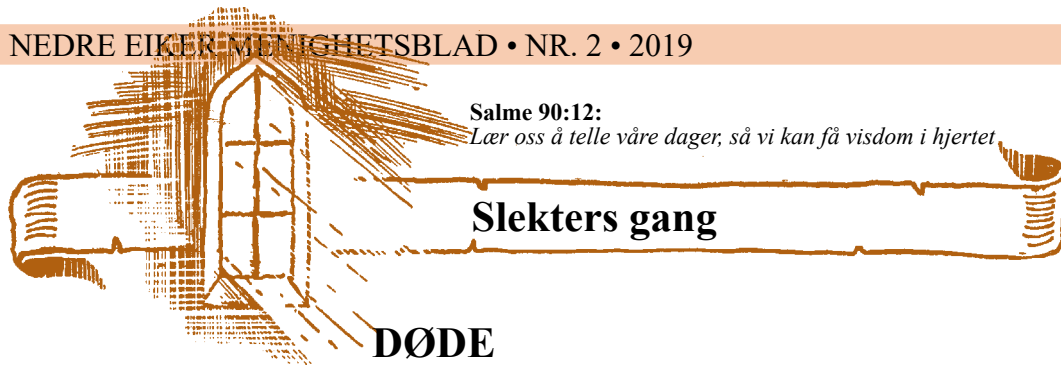 NEDRE EIKER MENIGHETSBLAD • NR. 2 • 2019
Salme 90:12:
Lær oss å telle våre dager, så vi kan få visdom i hjertet
Slekters gang
DØDE